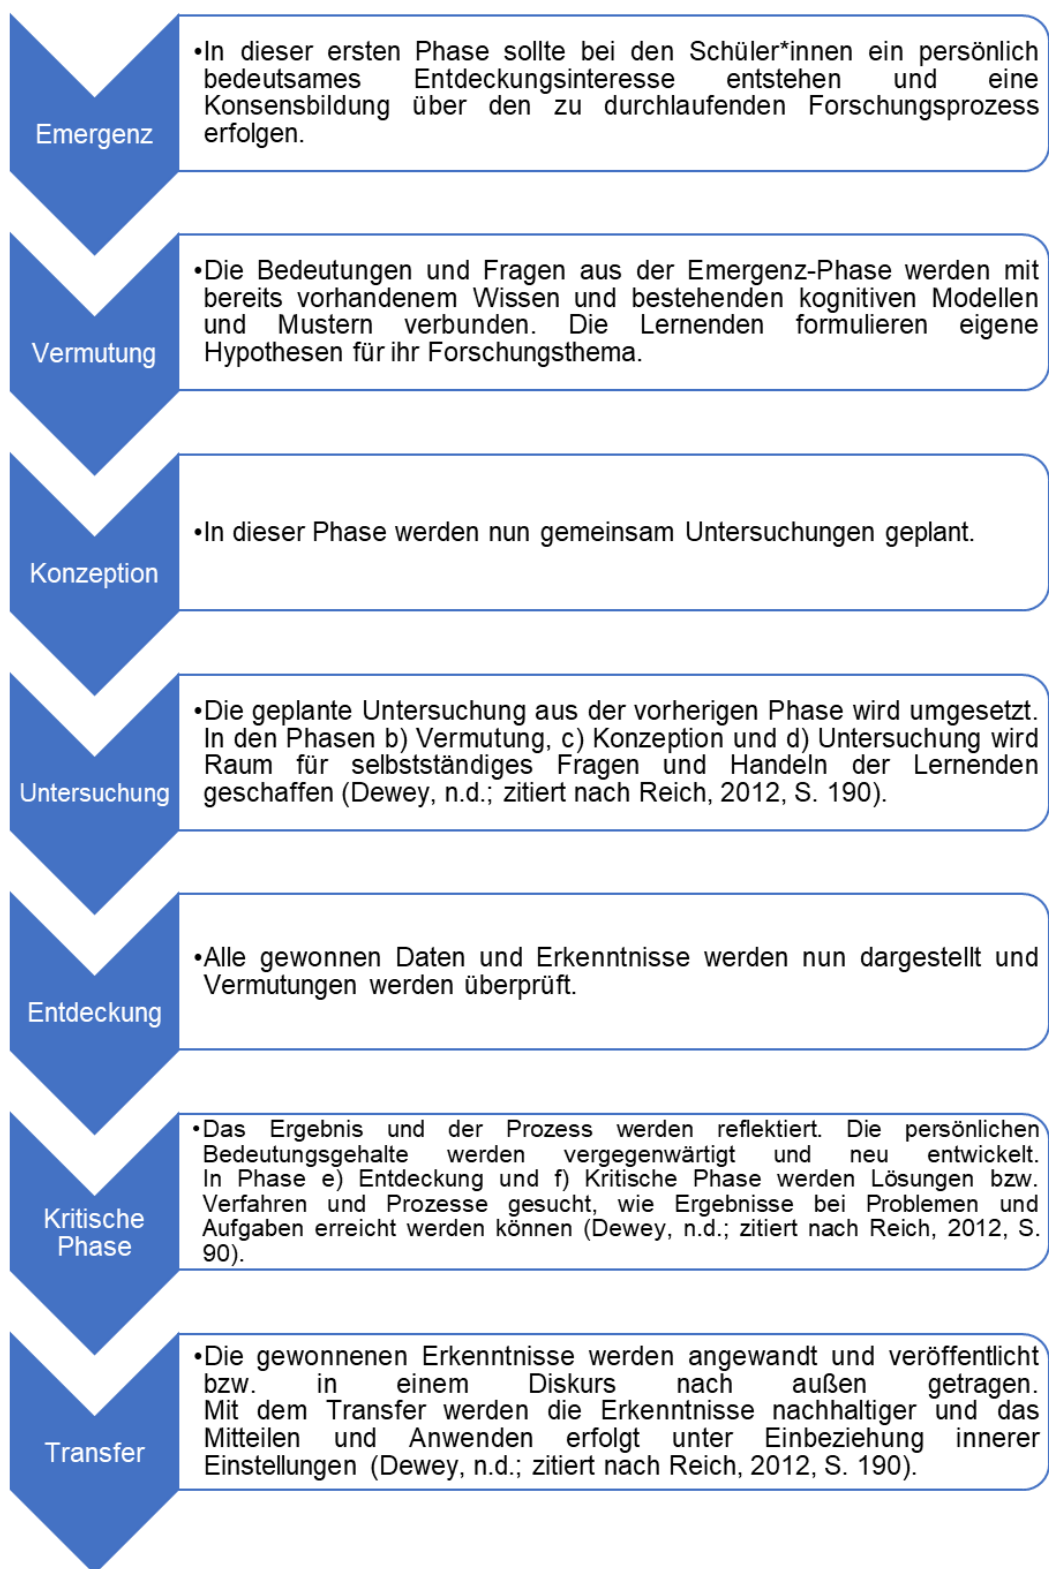 Emergenz
•In dieser ersten Phase sollte bei den Schüler*innen ein persönlich
bedeutsames Entdeckungsinteresse entstehen und eine
Konsensbildung über den zu durchlaufenden Forschungsprozess
erfolgen.
Vermutung
•Die Bedeutungen und Fragen aus der Emergenz-Phase werden mit
bereits vorhandenem Wissen und bestehenden kognitiven Modellen
und Mustern verbunden. Die Lernenden formulieren eigene
Hypothesen für ihr Forschungsthema.
Konzeption
•In dieser Phase werden nun gemeinsam Untersuchungen geplant.
Untersuchung
•Die geplante Untersuchung aus der vorherigen Phase wird umgesetzt.
In den Phasen b) Vermutung, c) Konzeption und d) Untersuchung wird
Raum für selbstständiges Fragen und Handeln der Lernenden
geschaffen (Dewey, n.d.; zitiert nach Reich, 2012, S. 190).
Entdeckung
•Alle gewonnen Daten und Erkenntnisse werden nun dargestellt und
Vermutungen werden überprüft.
Kritische
Phase
•Das Ergebnis und der Prozess werden reflektiert. Die persönlichen
Bedeutungsgehalte werden vergegenwärtigt und neu entwickelt.
In Phase e) Entdeckung und f) Kritische Phase werden Lösungen bzw.
Verfahren und Prozesse gesucht, wie Ergebnisse bei Problemen und
Aufgaben erreicht werden können (Dewey, n.d.; zitiert nach Reich, 2012, S.
90).
Transfer
•Die gewonnenen Erkenntnisse werden angewandt und veröffentlicht
bzw. in einem Diskurs nach außen getragen.
Mit dem Transfer werden die Erkenntnisse nachhaltiger und das
Mitteilen und Anwenden erfolgt unter Einbeziehung innerer
Einstellungen (Dewey, n.d.; zitiert nach Reich, 2012, S. 190).